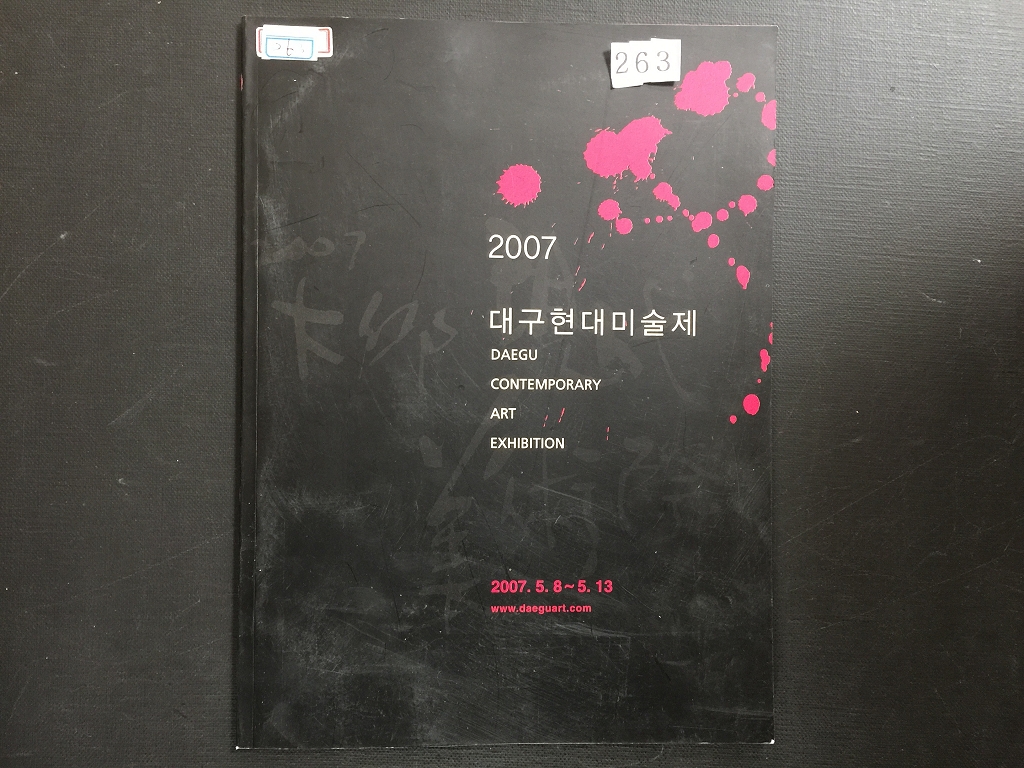 263
2007
2007
대구현대미술제
DAEGU
CONTEMPORARY
ART
EXHIBITION
2007. 5. 8~5. 13
www.daeguart.com